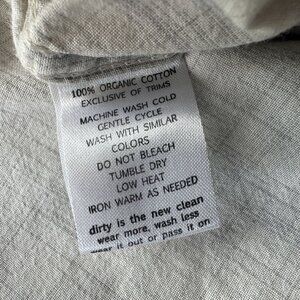 100% ORGANIC COTTON
EXCLUSIVE OF TRIMS
MACHINE WASH COLD
GENTLE CYCLE
WASH WITH SIMILAR
COLORS
DO NOT BLEACH
TUMBLE DRY
LOW HEAT
IRON WARM AS NEEDED
dirty is the new clean
wear more, wash less
wear it out or pass it on